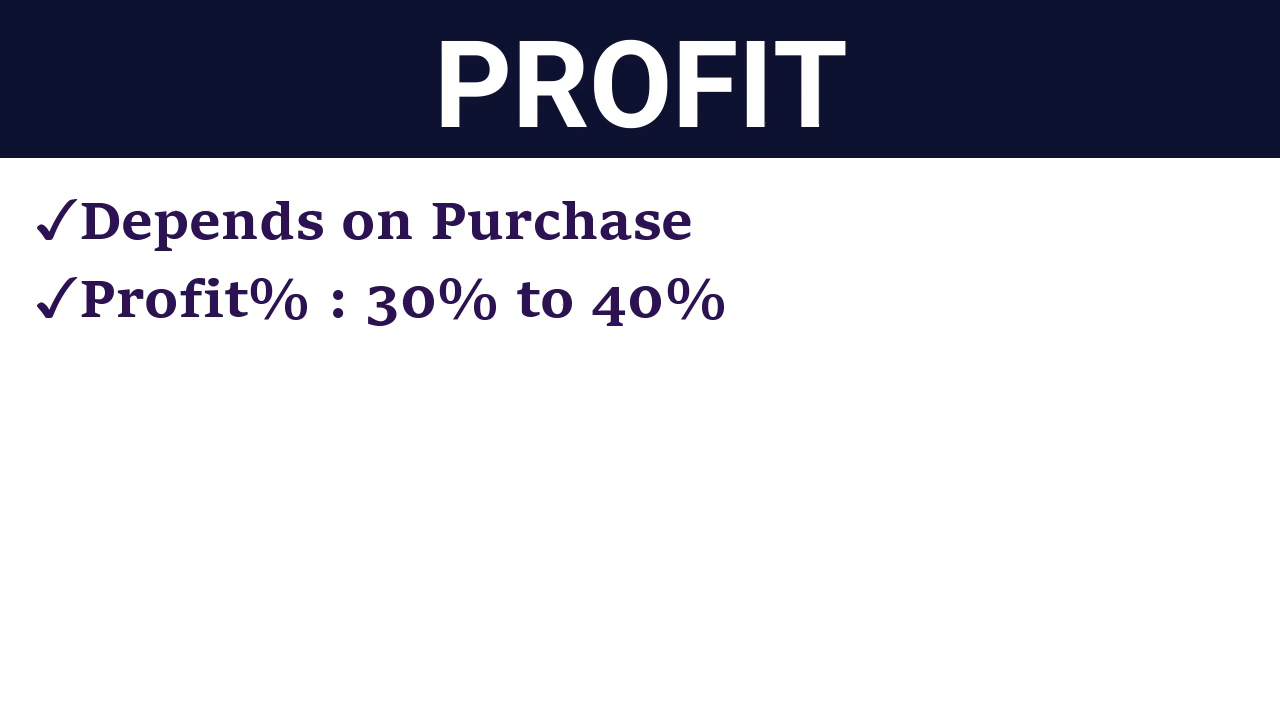 PROFIT
✓Depends on Purchase
✓Profit% : 30% to 40%